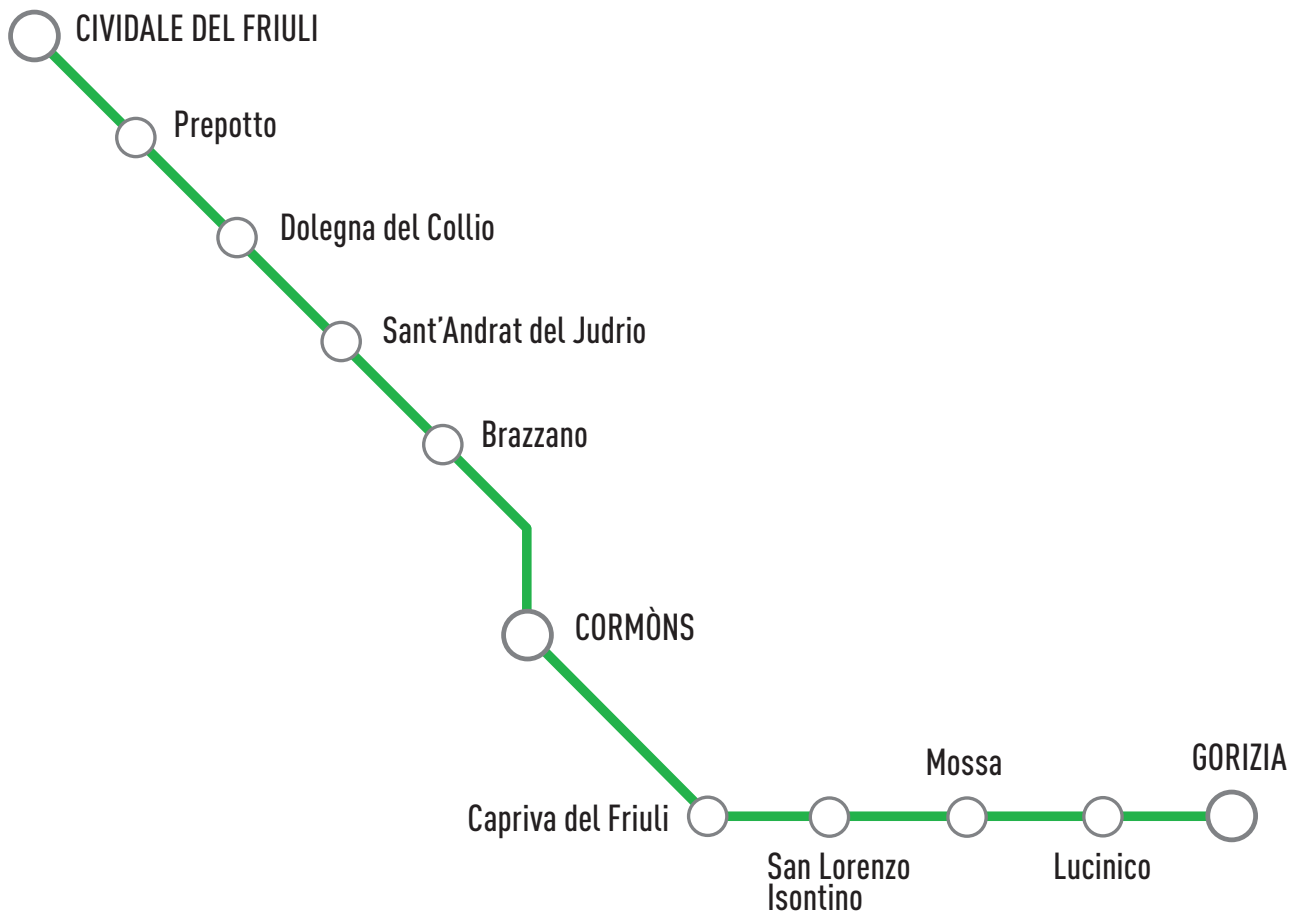 CIVIDALE DEL FRIULI
Prepotto
Dolegna del Collio
Sant'Andrat del Judrio
Brazzano
CORMÒNS
Capriva del Friuli
San Lorenzo
Isontino
Mossa
Lucinico
GORIZIA